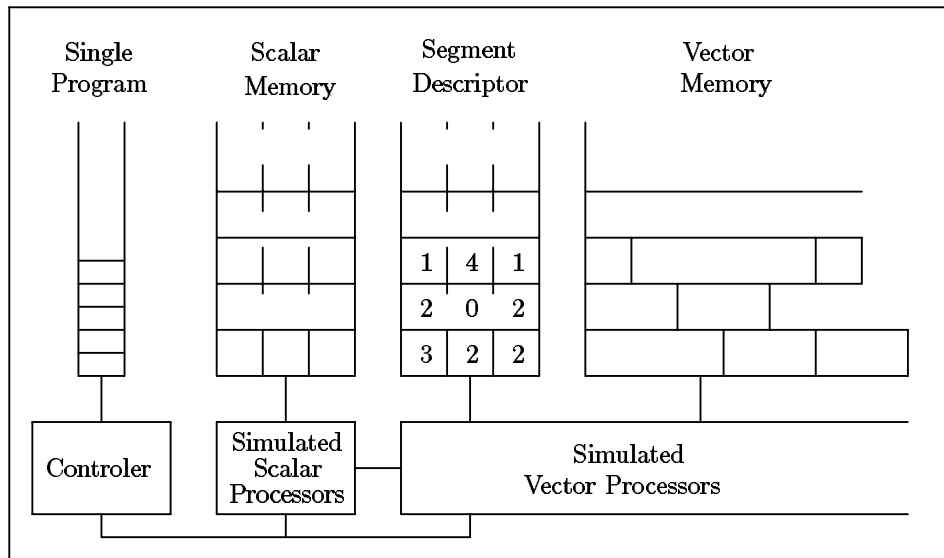 Single
Program
Scalar
Memory
Segment
Descriptor
Vector
Memory
1 4 1
2 0 2
3 2 2
Controler
Simulated
Scalar
Processors
Simulated
Vector Processors